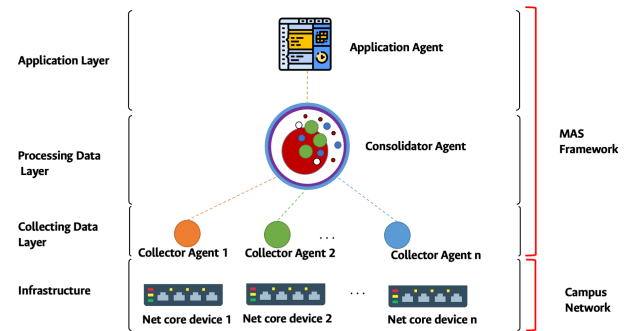 Application Layer
Application Agent
MAS
Framework
Processing Data
Layer
Consolidator Agent
Collecting Data
Layer
...
Collector Agent 1
Collector Agent 2
Collector Agent n
Infrastructure
...
Campus
Network
Net core device 1
Net core device 2
Net core device n